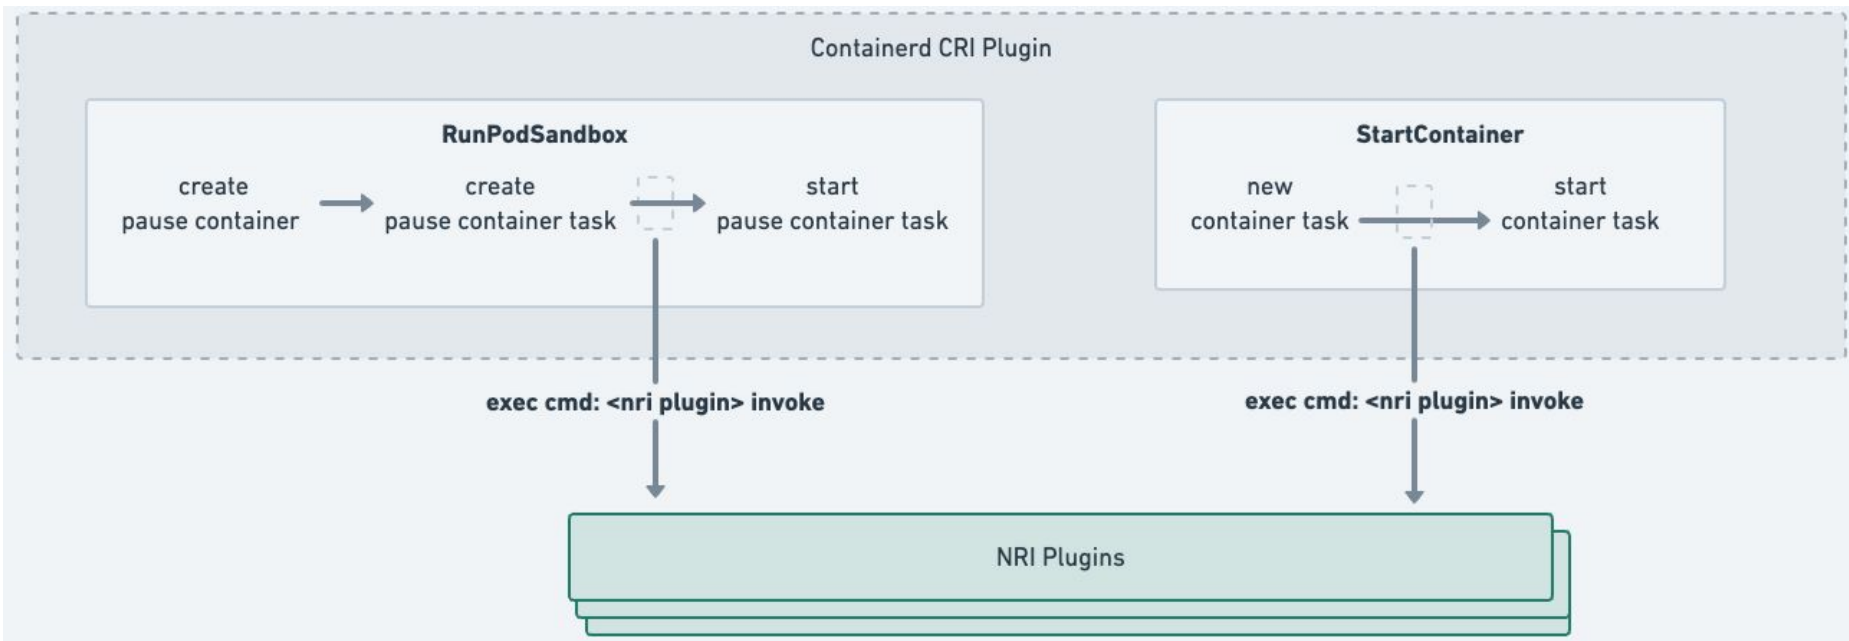 Containerd CRI Plugin
RunPodSandbox
create
pause container
create
pause container task
start
pause container task
StartContainer
new
container task
start
container task
exec cmd: <nri plugin> invoke
exec cmd: <nri plugin> invoke
NRI Plugins